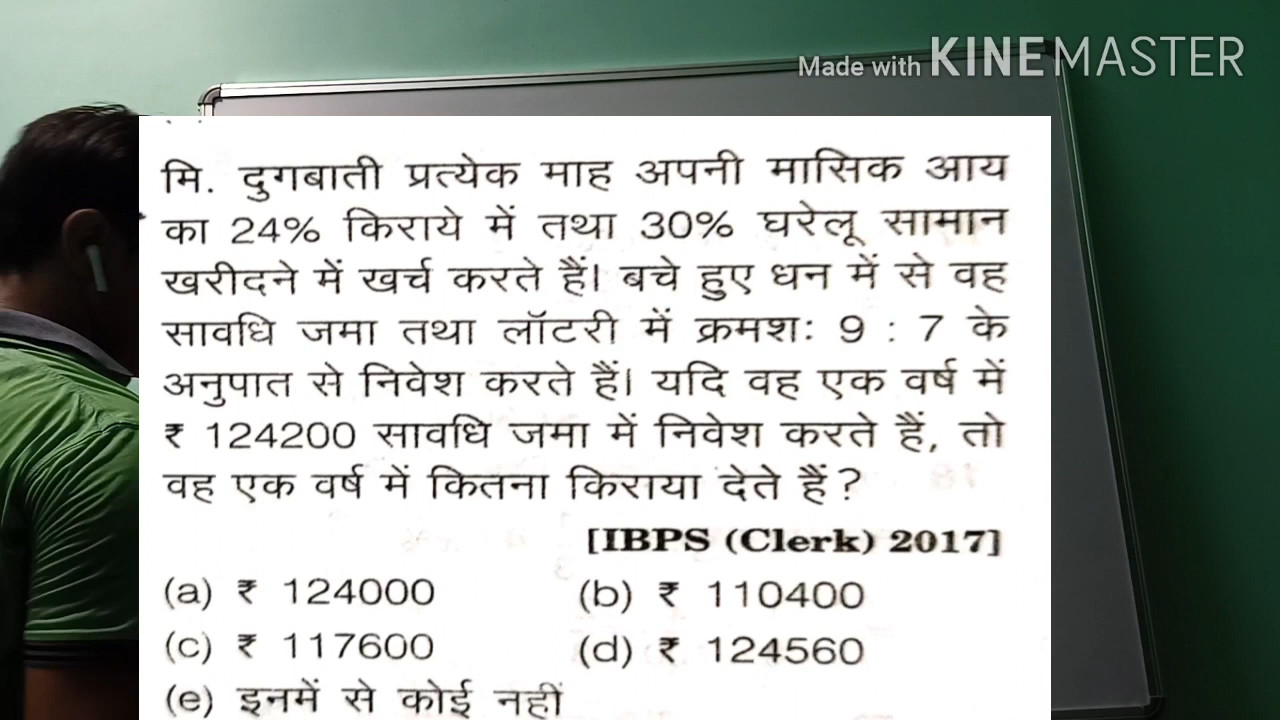 Made with KINEMASTER
मि. दुगबाती प्रत्येक माह अपनी मासिक आय
का 24% किराये में तथा 30% घरेलू सामान
खरीदने में खर्च करते हैं। बचे हुए धन में से वह
सावधि जमा तथा लॉटरी में क्रमशः 9 : 7 के
अनुपात से निवेश करते हैं। यदि वह एक वर्ष में
₹ 124200 सावधि जमा में निवेश करते हैं, तो
वह एक वर्ष में कितना किराया देते हैं?
[IBPS (Clerk) 2017]
(a) ₹ 124000 (b) ₹ 110400
(c) ₹ 117600 (d) ₹ 124560
(e) इनमें से कोई नहीं